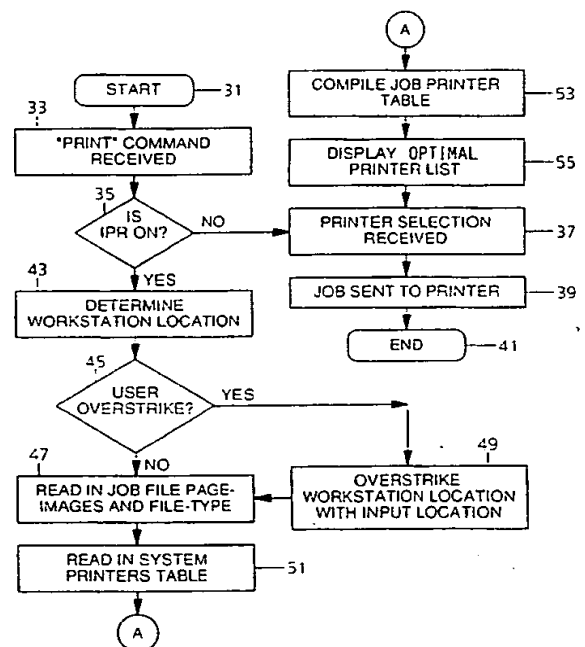 START
31
33
"PRINT" COMMAND
RECEIVED
35
IS
IPR ON?
NO
YES
43
DETERMINE
WORKSTATION LOCATION
45
USER
OVERSTRIKE?
YES
NO
47
READ IN JOB FILE PAGE-
IMAGES AND FILE-TYPE
49
OVERSTRIKE
WORKSTATION LOCATION
WITH INPUT LOCATION
READ IN SYSTEM
PRINTERS TABLE
51
A
A
COMPILE JOB PRINTER
TABLE
53
DISPLAY OPTIMAL
PRINTER LIST
55
PRINTER SELECTION
RECEIVED
37
JOB SENT TO PRINTER
39
END
41